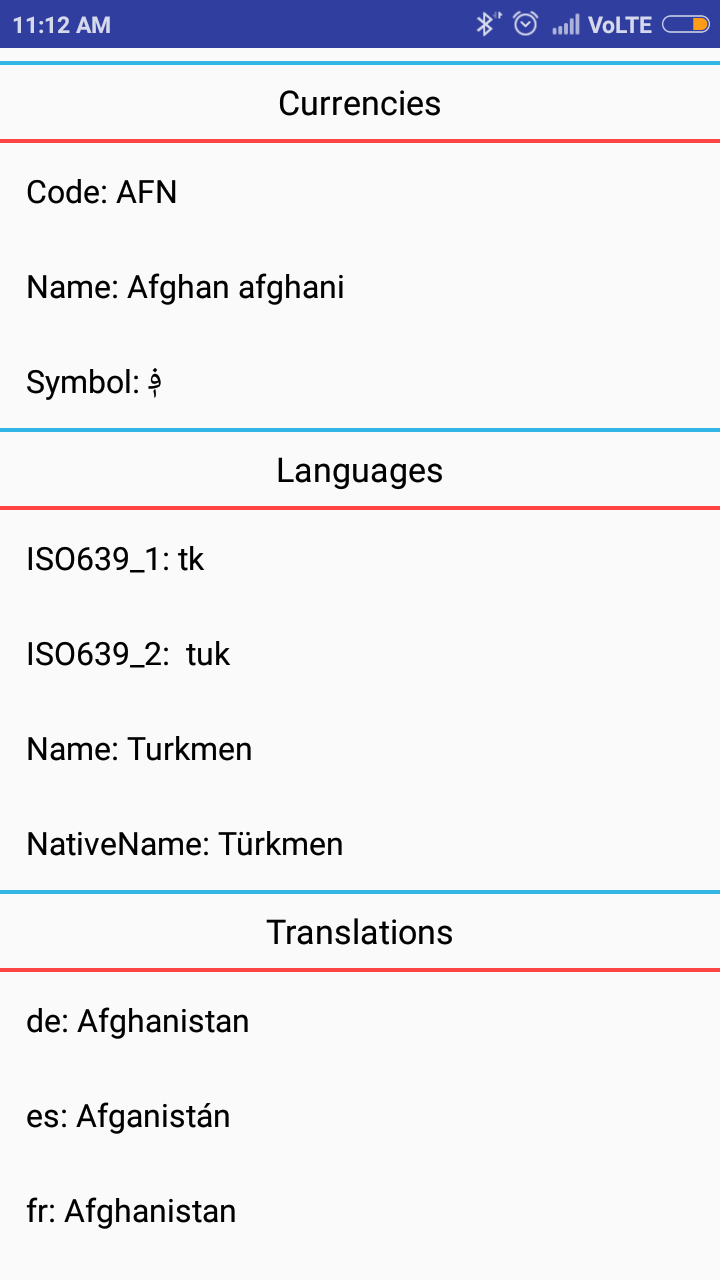 11:12 AM VoLTE
Currencies
Code: AFN
Name: Afghan afghani
Symbol: ؋
Languages
ISO639_1: tk
ISO639_2:  tuk
Name: Turkmen
NativeName: Türkmen
Translations
de: Afghanistan
es: Afganistán
fr: Afghanistan